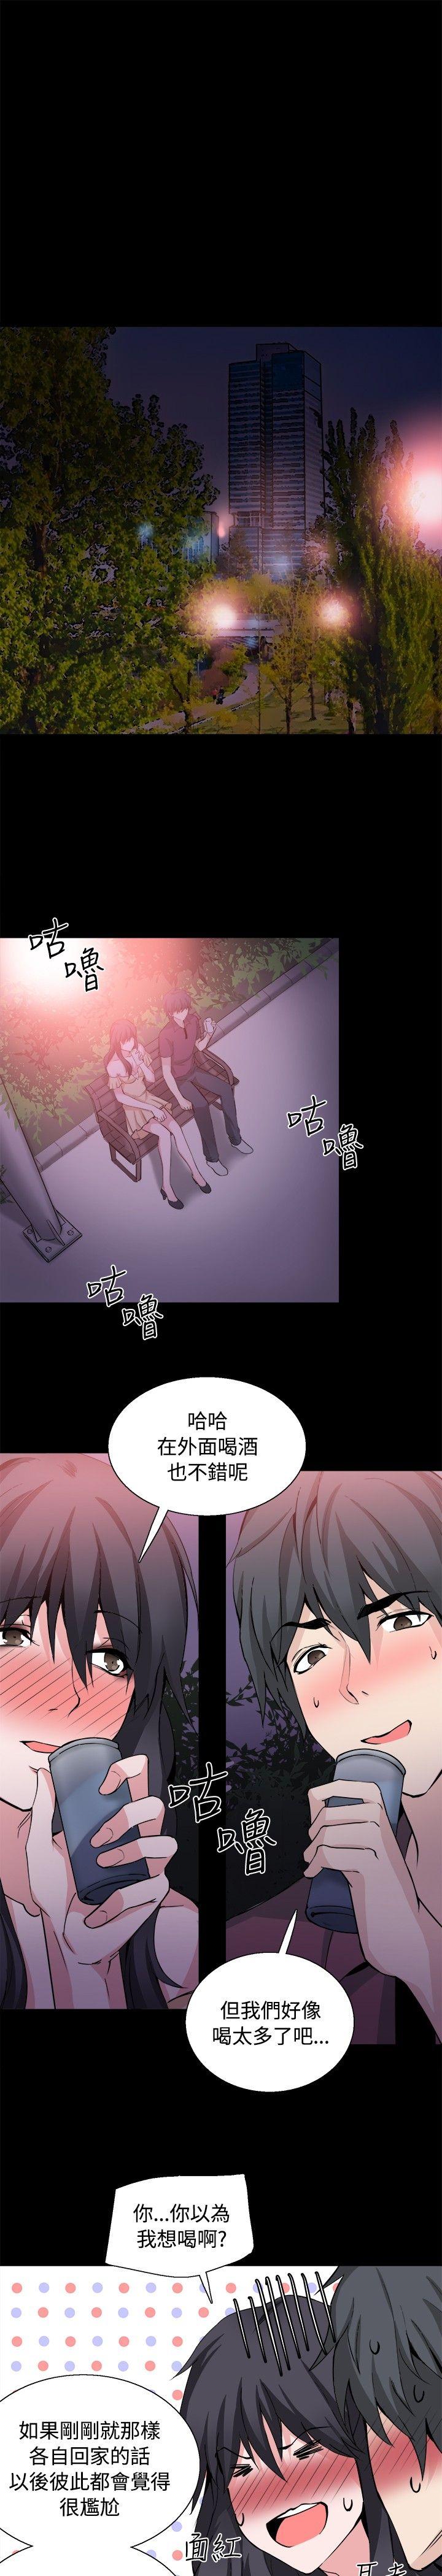 咕
嚕
咕
嚕
咕
嚕
哈哈
在外面喝酒
也不錯呢
咕
嚕
但我們好像
喝太多了吧...
你...你以為
我想喝啊?
如果剛剛就那樣
各自回家的話
以後彼此都會覺得
很尷尬
面紅